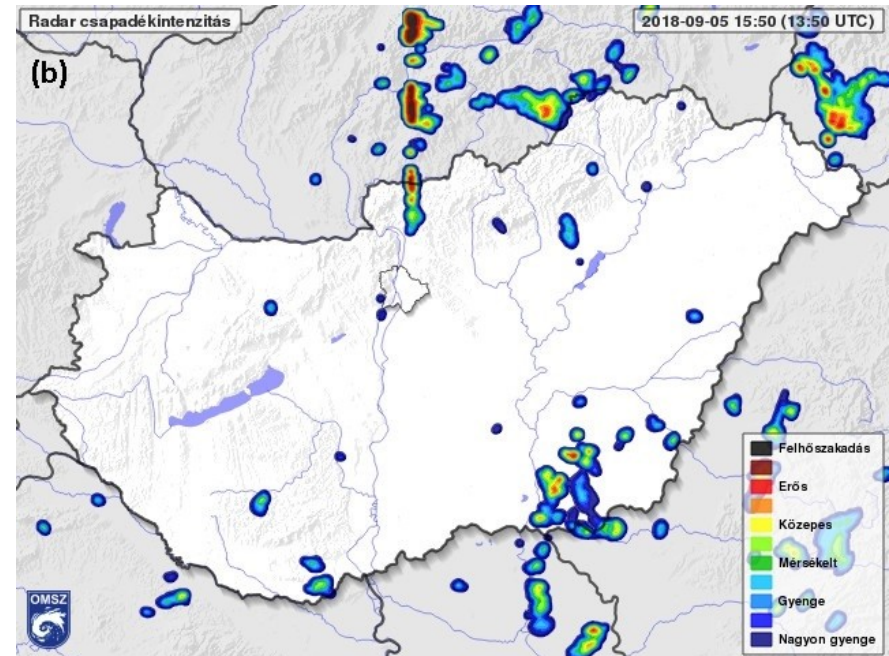 Radar csapadékintenzitás
2018-09-05 15:50 (13:50 UTC)
(b)
Felhőszakadás
Erős
Közepes
Mérsékelt
Gyenge
Nagyon gyenge
OMSZ